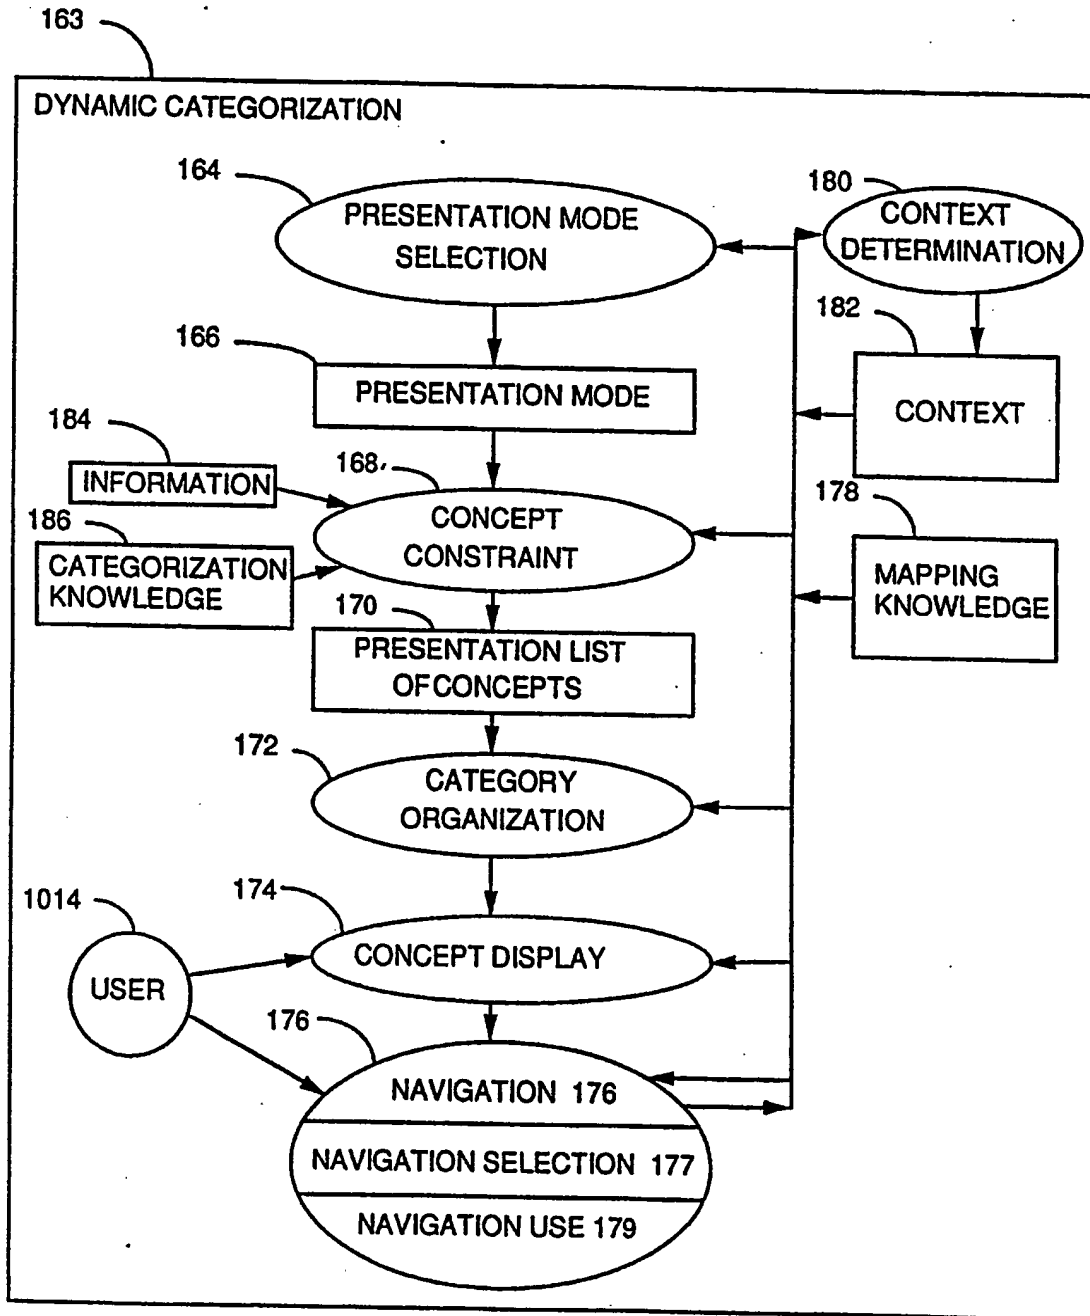 163
DYNAMIC CATEGORIZATION
164
PRESENTATION MODE
SELECTION
180
CONTEXT
DETERMINATION
166
PRESENTATION MODE
182
CONTEXT
184
INFORMATION
168
CONCEPT
CONSTRAINT
178
MAPPING
KNOWLEDGE
186
CATEGORIZATION
KNOWLEDGE
170
PRESENTATION LIST
OF CONCEPTS
172
CATEGORY
ORGANIZATION
174
CONCEPT DISPLAY
1014
USER
176
NAVIGATION 176
NAVIGATION SELECTION 177
NAVIGATION USE 179